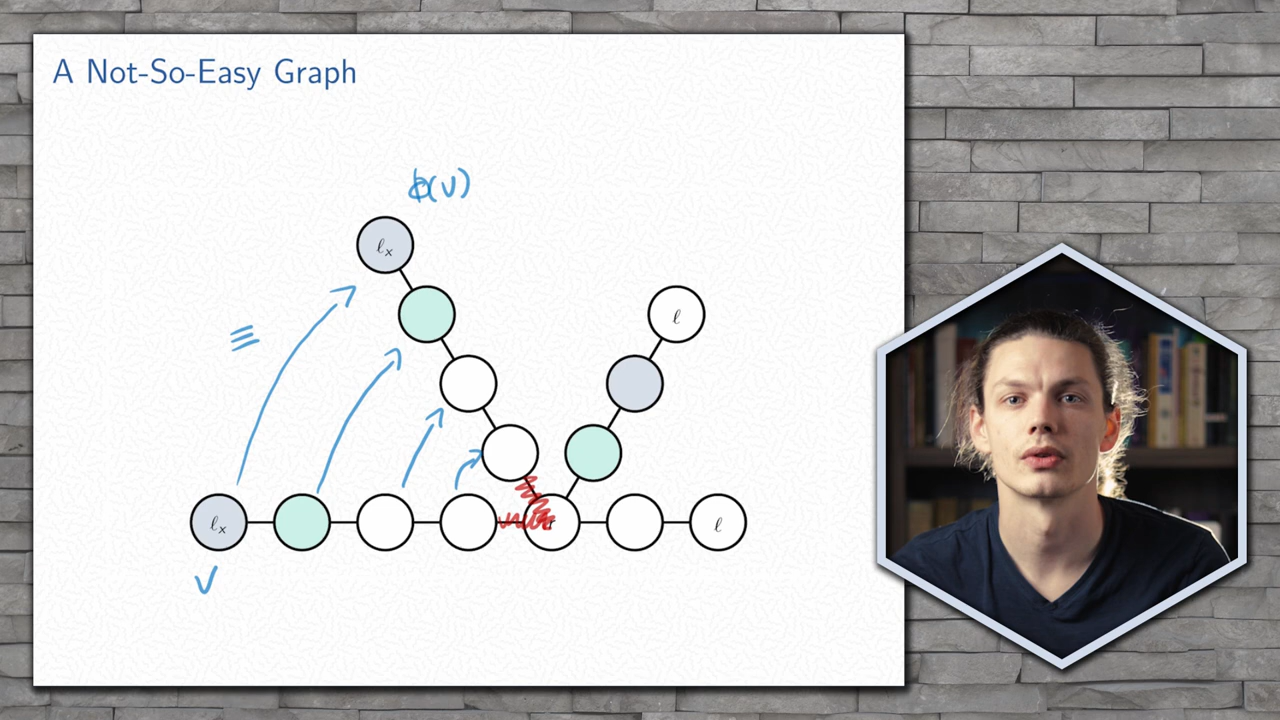 A Not-So-Easy Graph
ϕ(v)
ℓₓ
ℓ
≡
ℓₓ
ℓ
v